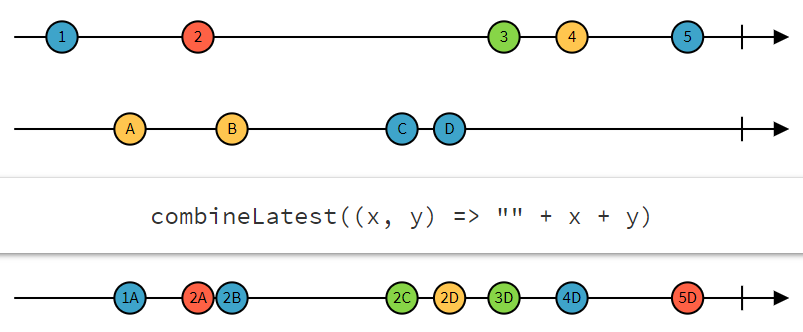 1 2 3 4 5
A B C D
combineLatest((x, y) => "" + x + y)
1A 2A 2B 2C 2D 3D 4D 5D